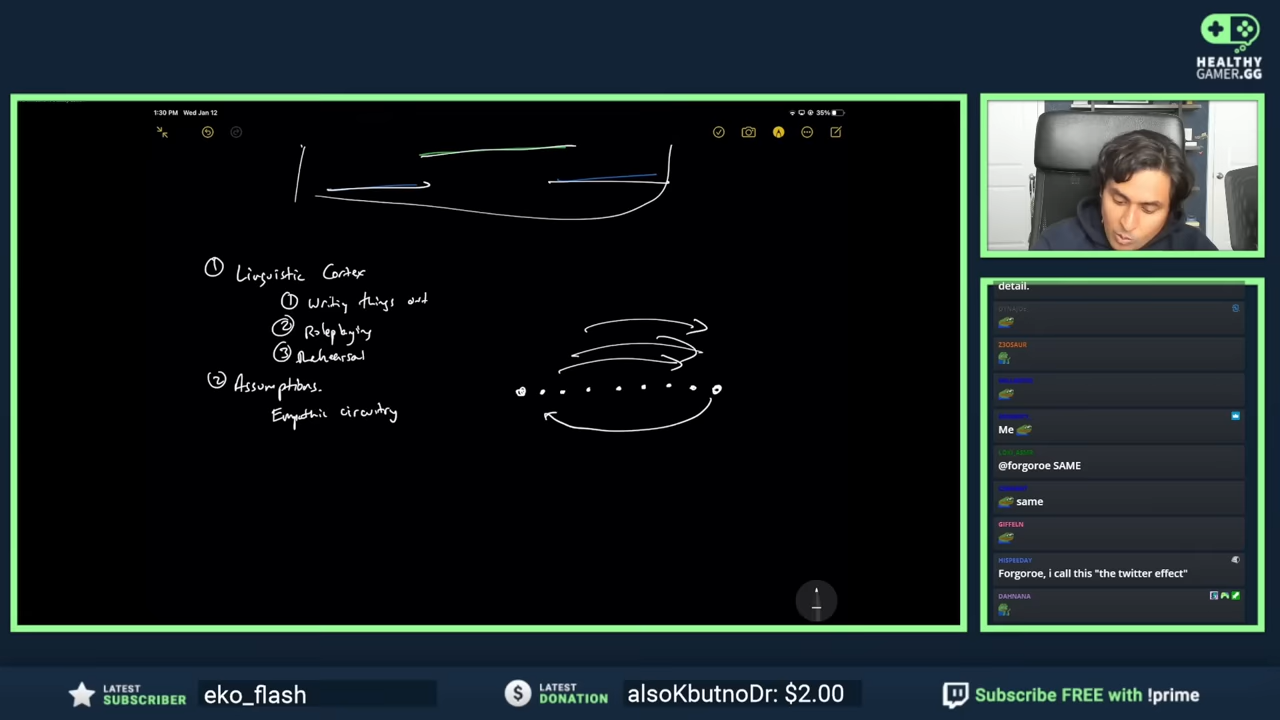 HEALTHY
GAMER.GG
1:30 PM Wed Jan 12
35%
① Linguistic Cortex
① Writing things out
② Roleplaying
③ Rehearsal
② Assumptions.
Empathic circuitry
detail.
Z3OSAUR
Me
@forgoroe SAME
same
GIFFELN
Forgoroe, i call this "the twitter effect"
DAHNANA
LATEST
SUBSCRIBER
eko_flash
LATEST
DONATION
alsoKbutnoDr: $2.00
Subscribe FREE with !prime